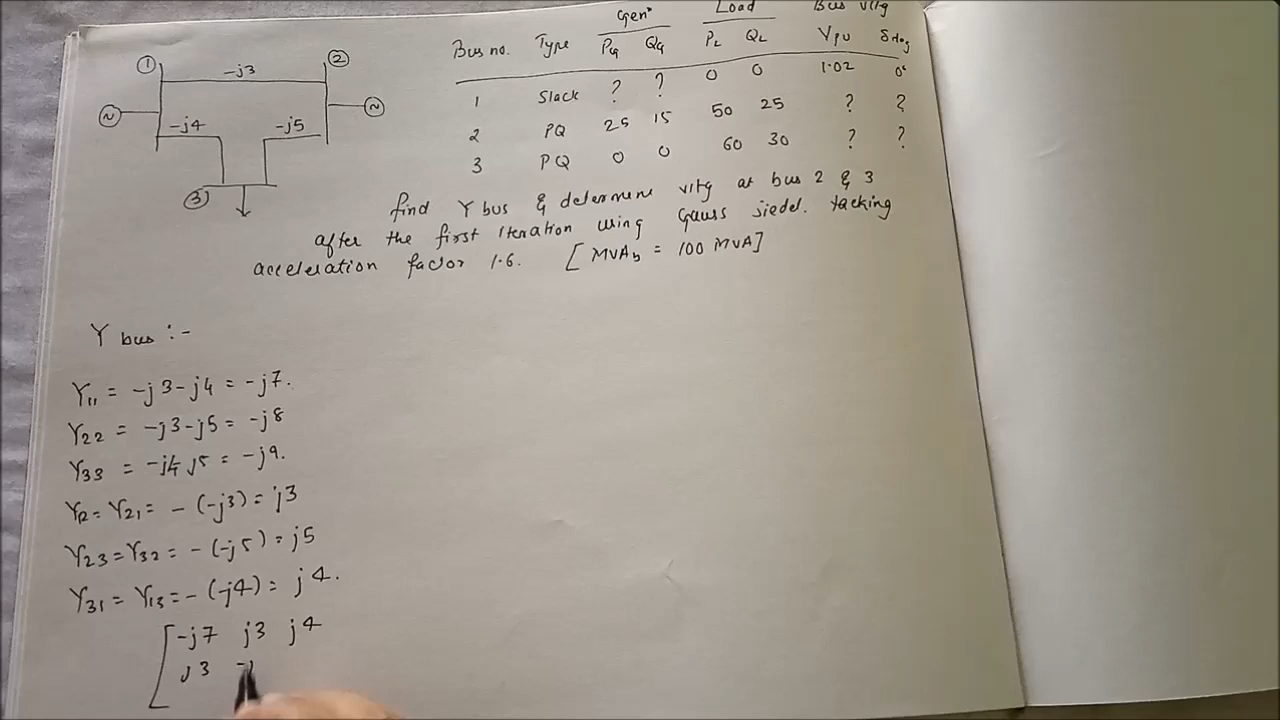 ① -j3 ②
-j4 -j5
③
Genr Load Bus vltg
Bus no. Type PG QG PL QL Vpu δdeg
1 Slack ? ? 0 0 1.02 0°
2 PQ 25 15 50 25 ? ?
3 PQ 0 0 60 30 ? ?
find Y bus & determene vltg at bus 2 & 3
after the first iteration using Gauss siedel. tacking
acceleration factor 1.6. [MVAb = 100 MVA]
Y bus :-
Y11 = -j3-j4 = -j7.
Y22 = -j3-j5 = -j8
Y33 = -j4 j5 = -j9.
Y12 = Y21 = -(-j3) = j3
Y23 = Y32 = -(-j5) = j5
Y31 = Y13 = -(-j4) = j4.
[-j7 j3 j4
j3 -